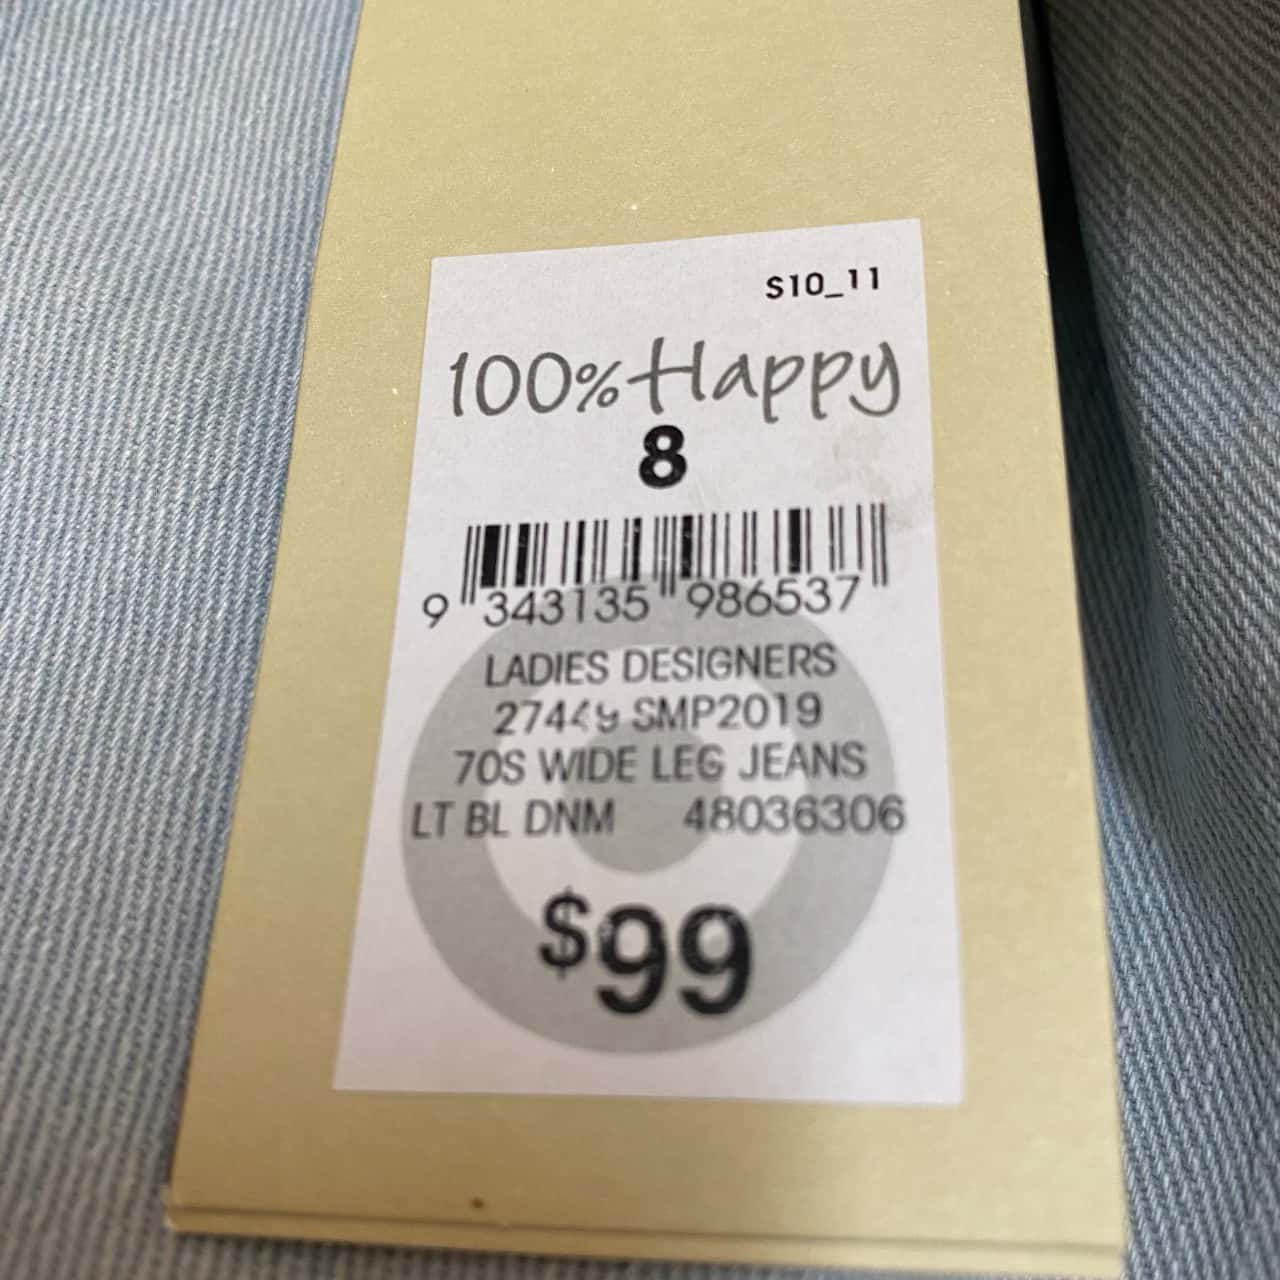 S10_11
100% Happy
8
9 343135 986537
LADIES DESIGNERS
SMP2019
70S WIDE LEG JEANS
LT BL DNM 48036306
$99